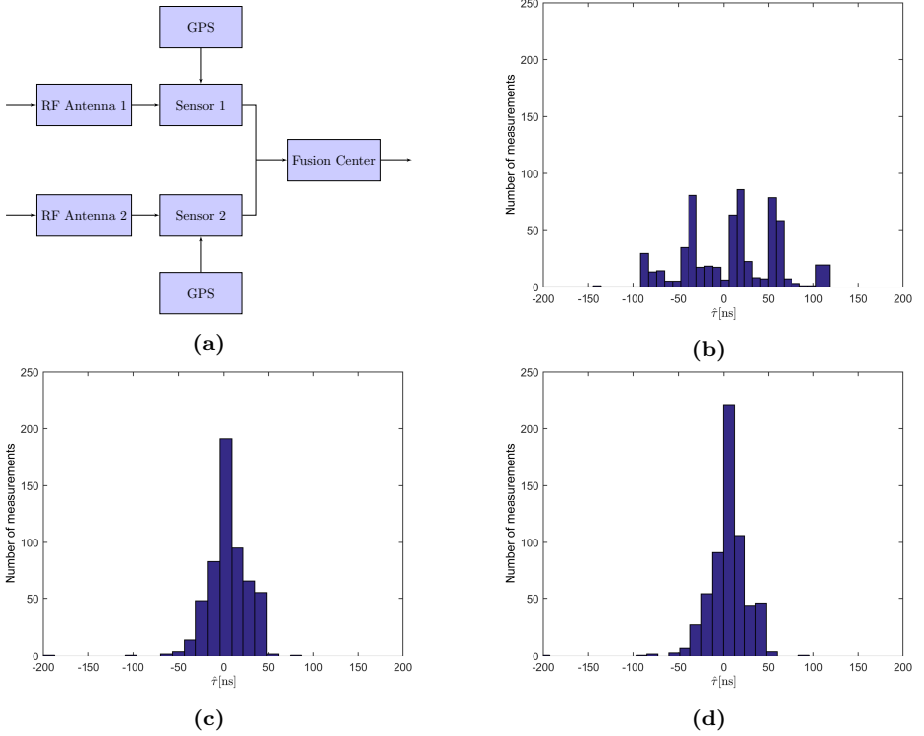 GPS
RF Antenna 1
Sensor 1
Fusion Center
RF Antenna 2
Sensor 2
GPS
(a)
250
200
150
100
50
0
Number of measurements
-200 -150 -100 -50 0 50 100 150 200
τ̂[ns]
(b)
250
200
150
100
50
0
Number of measurements
-200 -150 -100 -50 0 50 100 150 200
τ̂[ns]
(c)
250
200
150
100
50
0
Number of measurements
-200 -150 -100 -50 0 50 100 150 200
τ̂[ns]
(d)